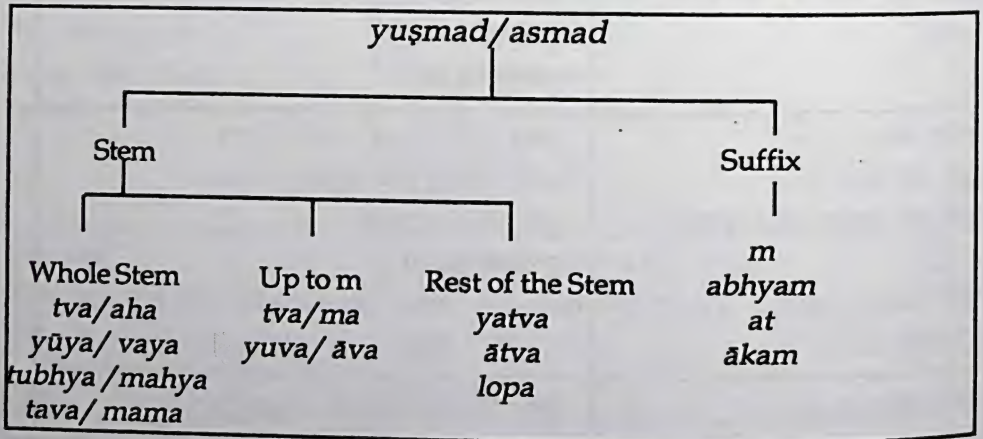 yuṣmad/asmad
Stem
Suffix
Whole Stem
tva/aha
yūya/ vaya
tubhya /mahya
tava/ mama
Up to m
tva/ma
yuva/ āva
Rest of the Stem
yatva
ātva
lopa
m
abhyam
at
ākam